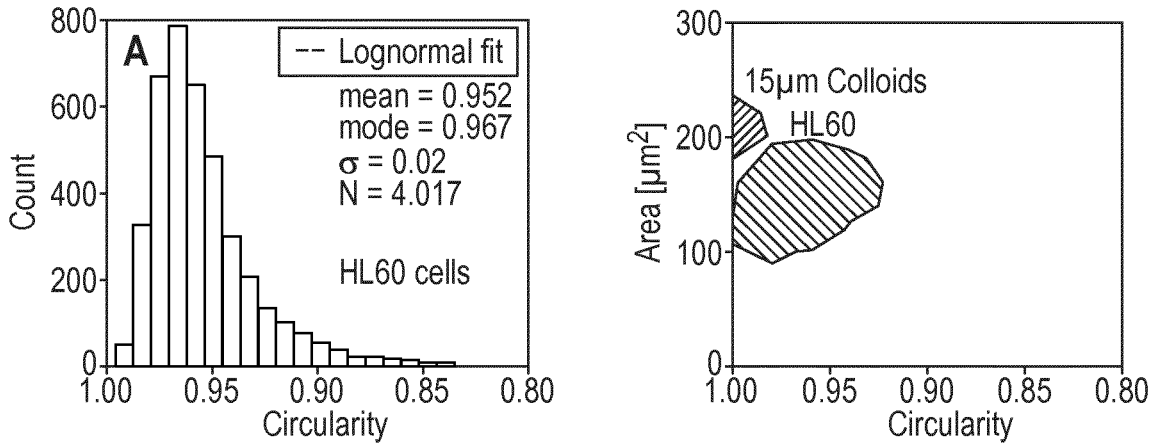 A
-- Lognormal fit
mean = 0.952
mode = 0.967
σ = 0.02
N = 4.017
HL60 cells
800
600
400
200
0
Count
1.00 0.95 0.90 0.85 0.80
Circularity
300
200
100
0
Area [µm²]
15µm Colloids
HL60
1.00 0.95 0.90 0.85 0.80
Circularity